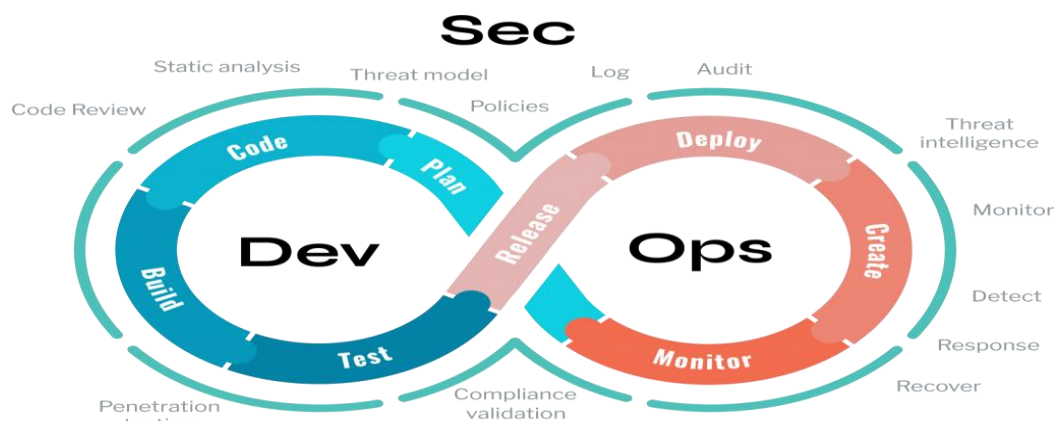 Sec
Static analysis
Threat model
Log
Audit
Code Review
Policies
Threat
intelligence
Code
Plan
Deploy
Release
Create
Monitor
Dev
Ops
Build
Detect
Test
Monitor
Response
Recover
Penetration
Compliance
validation